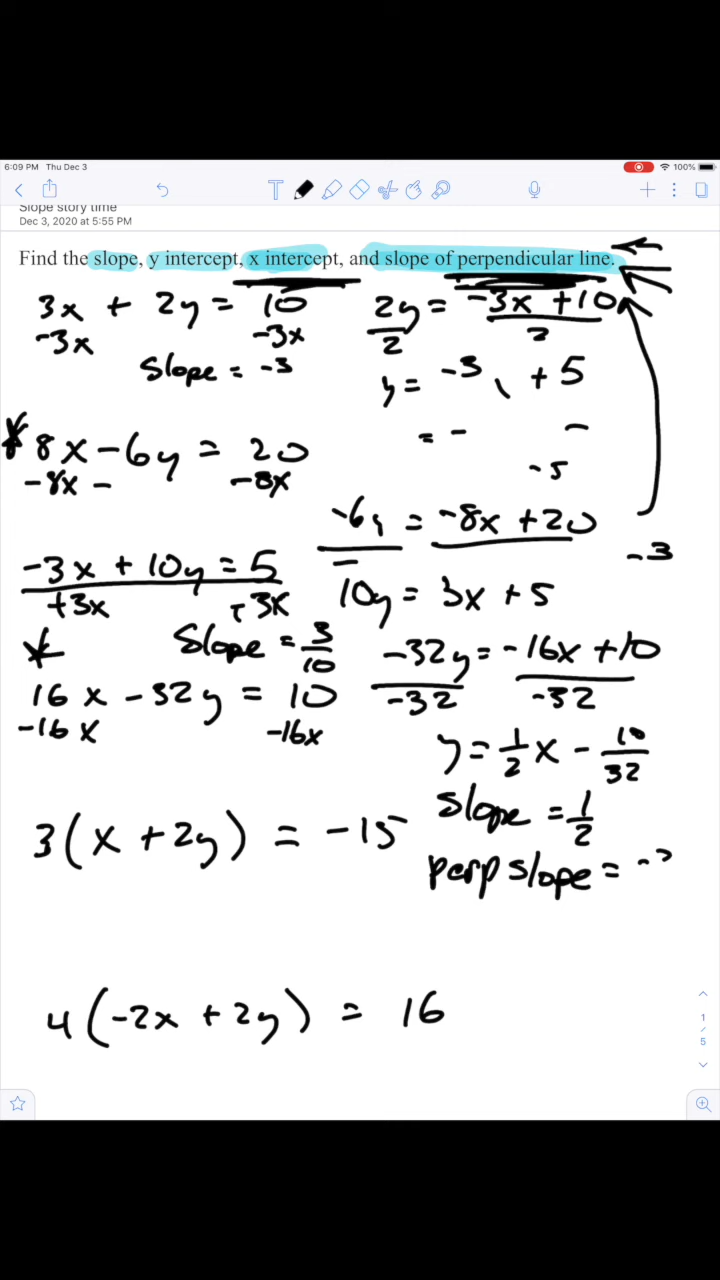 6:09 PM Thu Dec 3
100%
Slope story time
Dec 3, 2020 at 5:55 PM
Find the slope, y intercept, x intercept, and slope of perpendicular line.
3x + 2y = 10
-3x -3x
Slope = -3
2y = -3x +10
2 2
y = -3 + 5
= -
-5
8x - 6y = 20
-8x -8x
-6y = -8x +20
-3
-3x + 10y = 5
+3x +3x
10y = 3x + 5
Slope = 3/10
-32y = -16x +10
-32 -32
16x - 32y = 10
-16x -16x
y = 1/2 x - 10/32
Slope = 1/2
perp slope = -
3(x + 2y) = -15
4(-2x + 2y) = 16
1
/
5